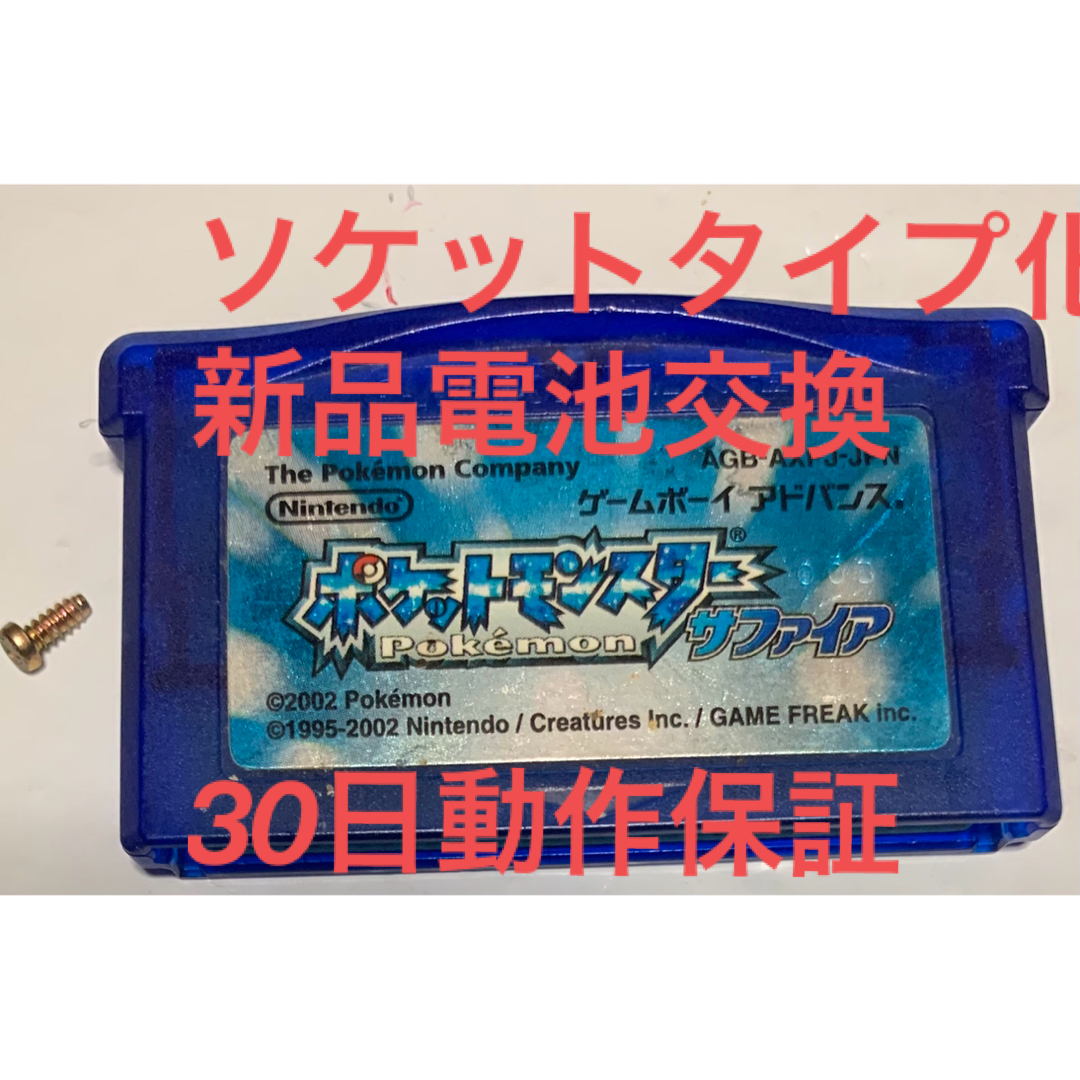 ソケットタイプ化
新品電池交換
The Pokémon Company AGB-AXPJ-JPN
Nintendo ゲームボーイアドバンス®
ポケットモンスター®
Pokémon サファイア
©2002 Pokémon
©1995-2002 Nintendo / Creatures Inc. / GAME FREAK inc.
30日動作保証